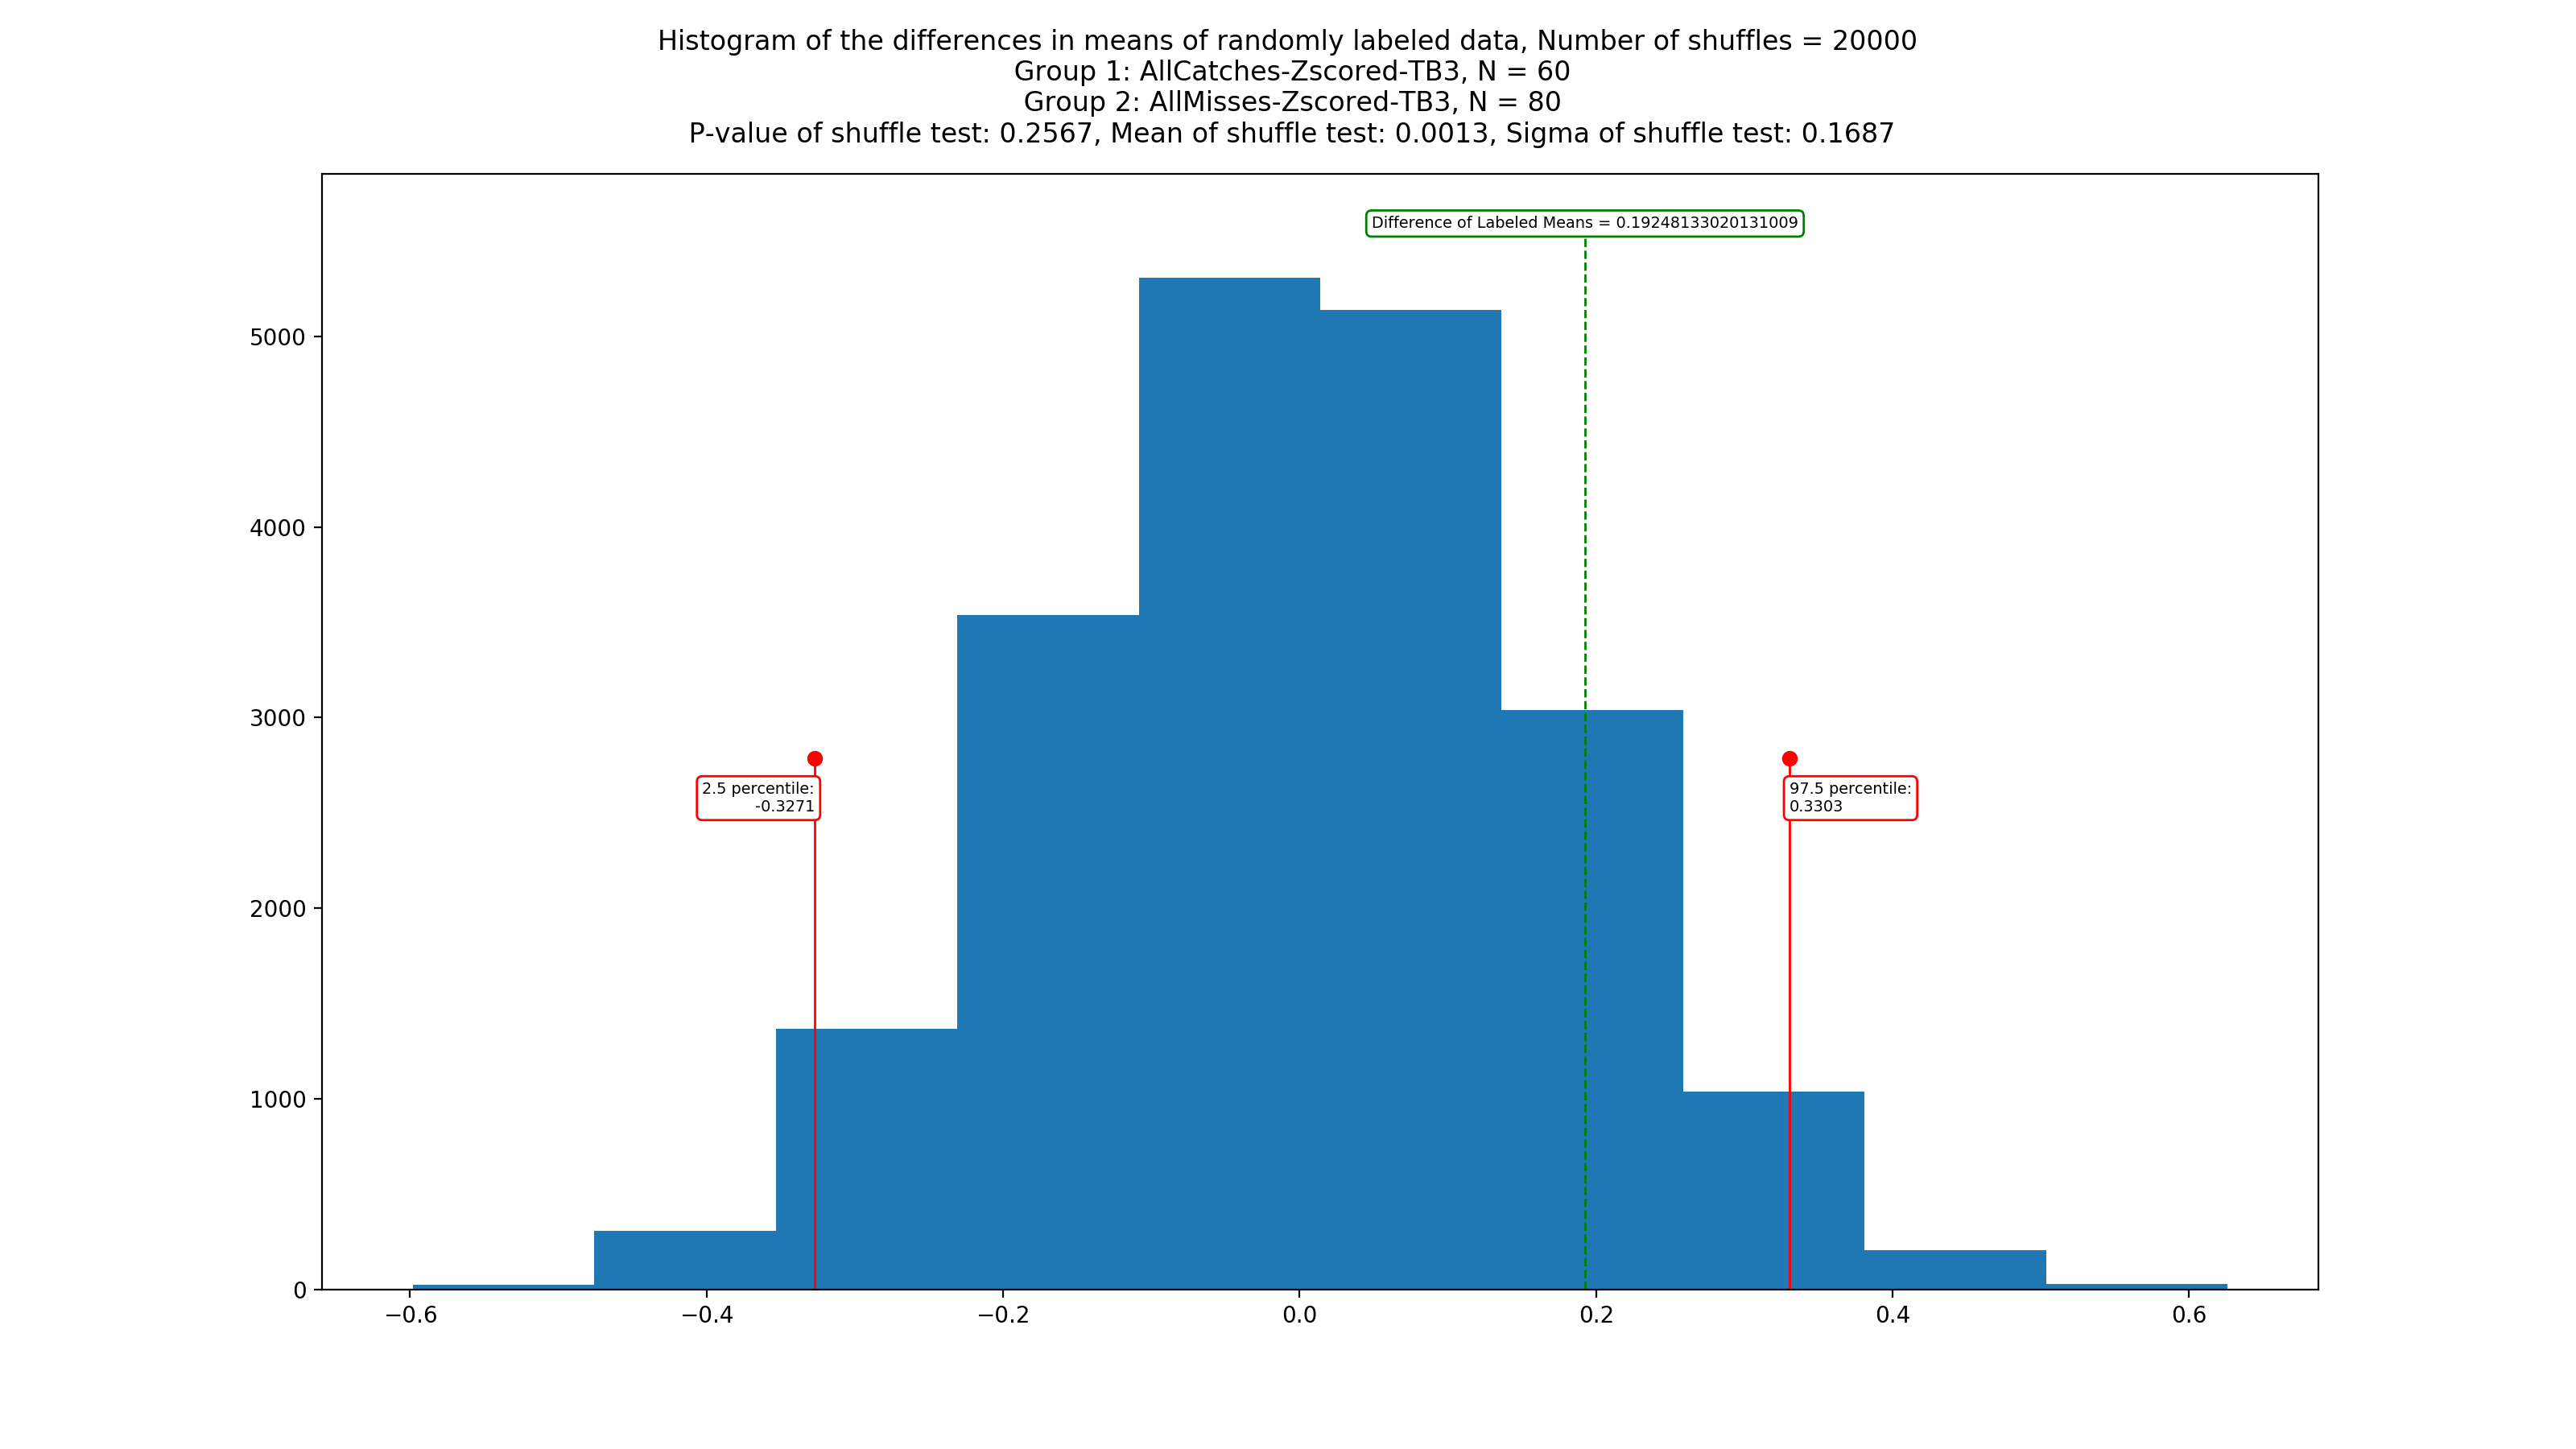 Histogram of the differences in means of randomly labeled data, Number of shuffles = 20000
Group 1: AllCatches-Zscored-TB3, N = 60
Group 2: AllMisses-Zscored-TB3, N = 80
P-value of shuffle test: 0.2567, Mean of shuffle test: 0.0013, Sigma of shuffle test: 0.1687
Difference of Labeled Means = 0.19248133020131009
5000
4000
3000
2.5 percentile:
-0.3271
97.5 percentile:
0.3303
2000
1000
0
−0.6
−0.4
−0.2
0.0
0.2
0.4
0.6